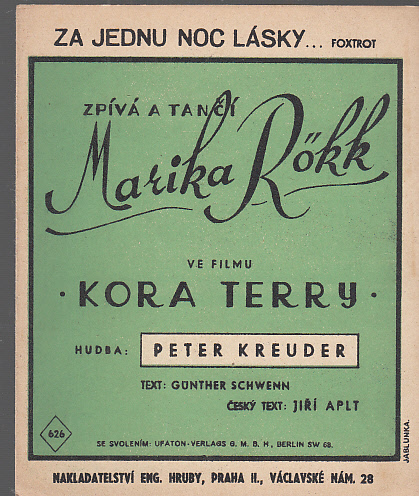 ZA JEDNU NOC LÁSKY... FOXTROT
ZPÍVÁ A TANČÍ
Marika Rökk
VE FILMU
· KORA TERRY ·
HUDBA: PETER KREUDER
TEXT: GÜNTHER SCHWENN
ČESKÝ TEXT: JIŘÍ APLT
626
SE SVOLENÍM: UFATON-VERLAGS G. M. B. H., BERLIN SW 68.
JABLUNKA.
NAKLADATELSTVÍ ENG. HRUBY, PRAHA II., VÁCLAVSKÉ NÁM. 28